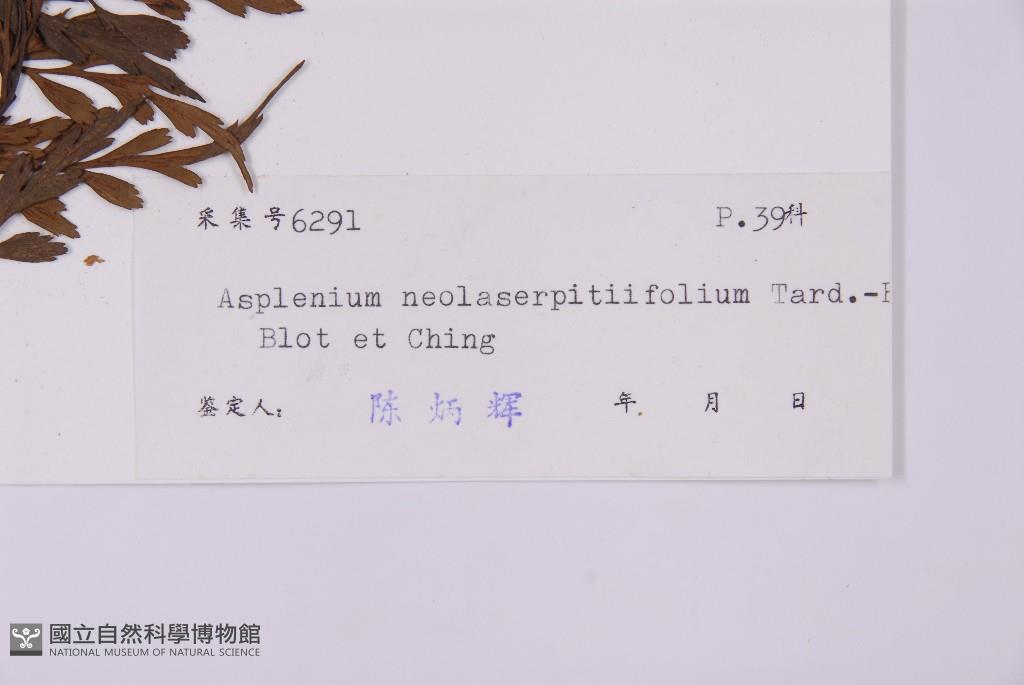 采集号6291 P.39科
Asplenium neolaserpitiifolium Tard.-
Blot et Ching
鉴定人: 陈炳辉 年 月 日
國立自然科學博物館
NATIONAL MUSEUM OF NATURAL SCIENCE